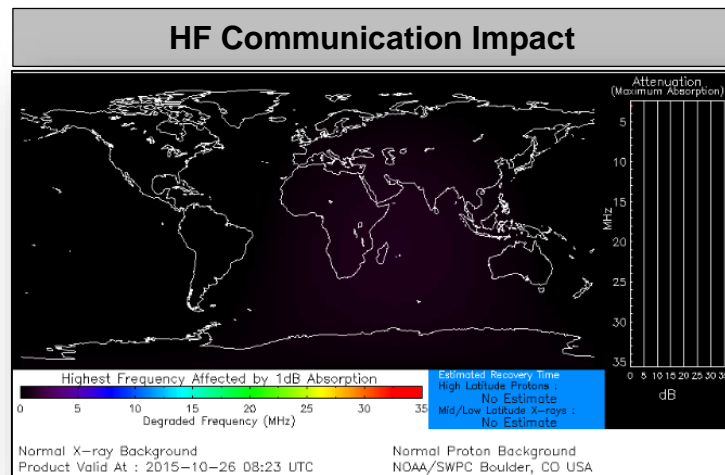 HF Communication Impact
Attenuation
(Maximum Absorption)
5
10
15
20
25
30
35
MHz
0 5 10 15 20 25 30 35
dB
Highest Frequency Affected by 1dB Absorption
0 5 10 15 20 25 30 35
Degraded Frequency (MHz)
Estimated Recovery Time
High Latitude Protons :
No Estimate
Mid/Low Latitude X-rays :
No Estimate
Normal X-ray Background
Product Valid At : 2015-10-26 08:23 UTC
Normal Proton Background
NOAA/SWPC Boulder, CO USA